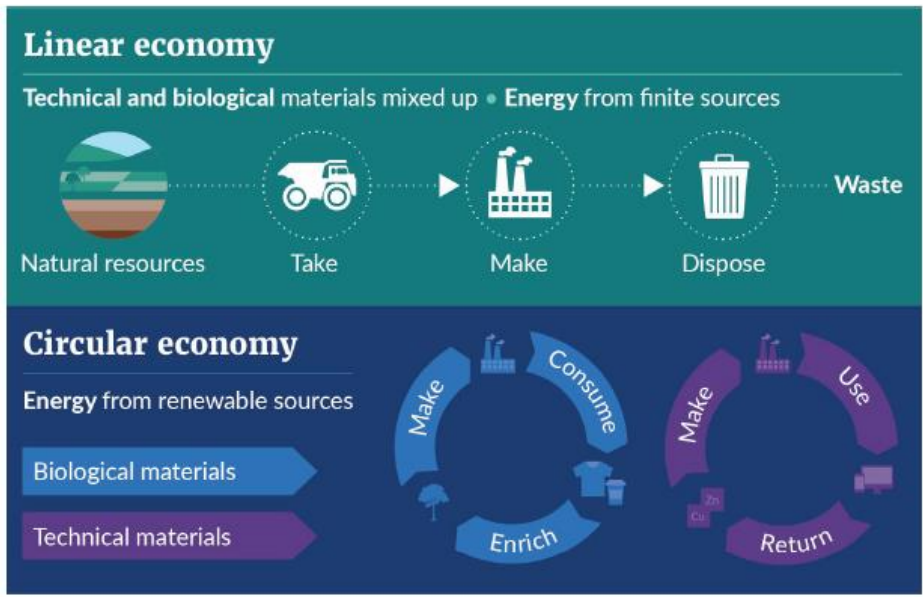 Linear economy
Technical and biological materials mixed up • Energy from finite sources
Waste
Natural resources
Take
Make
Dispose
Circular economy
Energy from renewable sources
Biological materials
Technical materials
Make
Consume
Enrich
Make
Use
Zn
Cu
Return